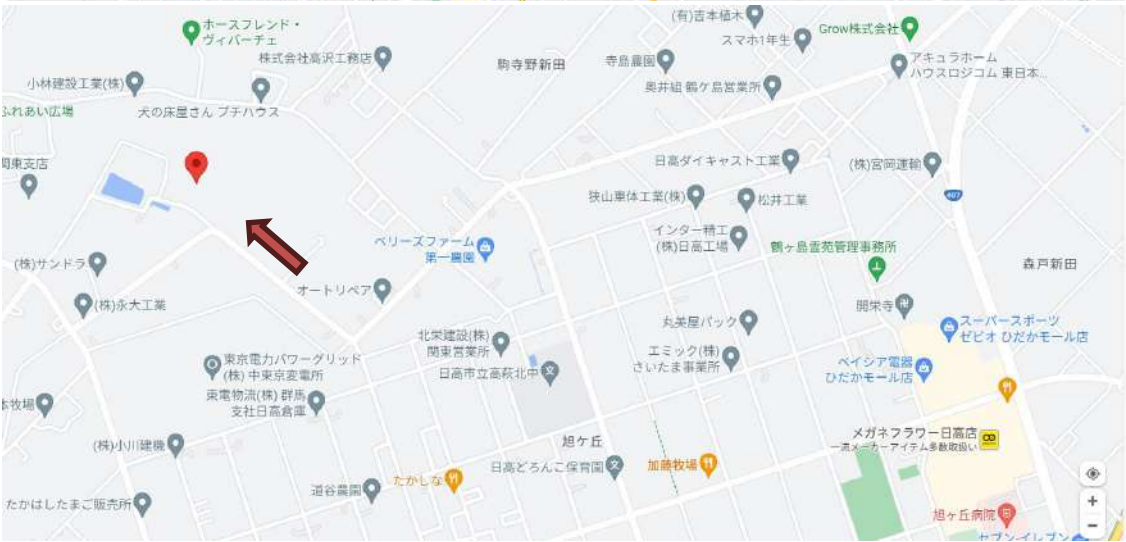 ホースフレンド・
ヴィバーチェ
(有)吉本植木
スマホ1年生
Grow株式会社
株式会社高沢工務店
駒寺野新田
寺島農園
アキュラホーム
ハウスロジコム 東日本...
小林建設工業(株)
奥井組 鶴ケ島営業所
ふれあい広場
犬の床屋さん プチハウス
関東支店
日高ダイキャスト工業
(株)宮岡運輸
狭山車体工業(株)
松井工業
407
インター精工
(株)日高工場
鶴ヶ島霊苑管理事務所
ベリーズファーム
第一農園
(株)サンドラ
森戸新田
オートリペア
(株)永大工業
開栄寺
丸美屋パック
スーパースポーツ
ゼビオ ひだかモール店
北栄建設(株)
関東営業所
エミック(株)
さいたま事業所
東京電力パワーグリッド
(株) 中東京変電所
ベイシア電器
ひだかモール店
日高市立高萩北中
東電物流(株) 群馬
支社日高倉庫
本牧場
メガネフラワー日高店
一流メーカーアイテム多数取扱い
(株)小川建機
旭ケ丘
日高どろんこ保育園
加藤牧場
たかしな
道谷農園
たかはしたまご販売所
旭ヶ丘病院
セブン-イレブン